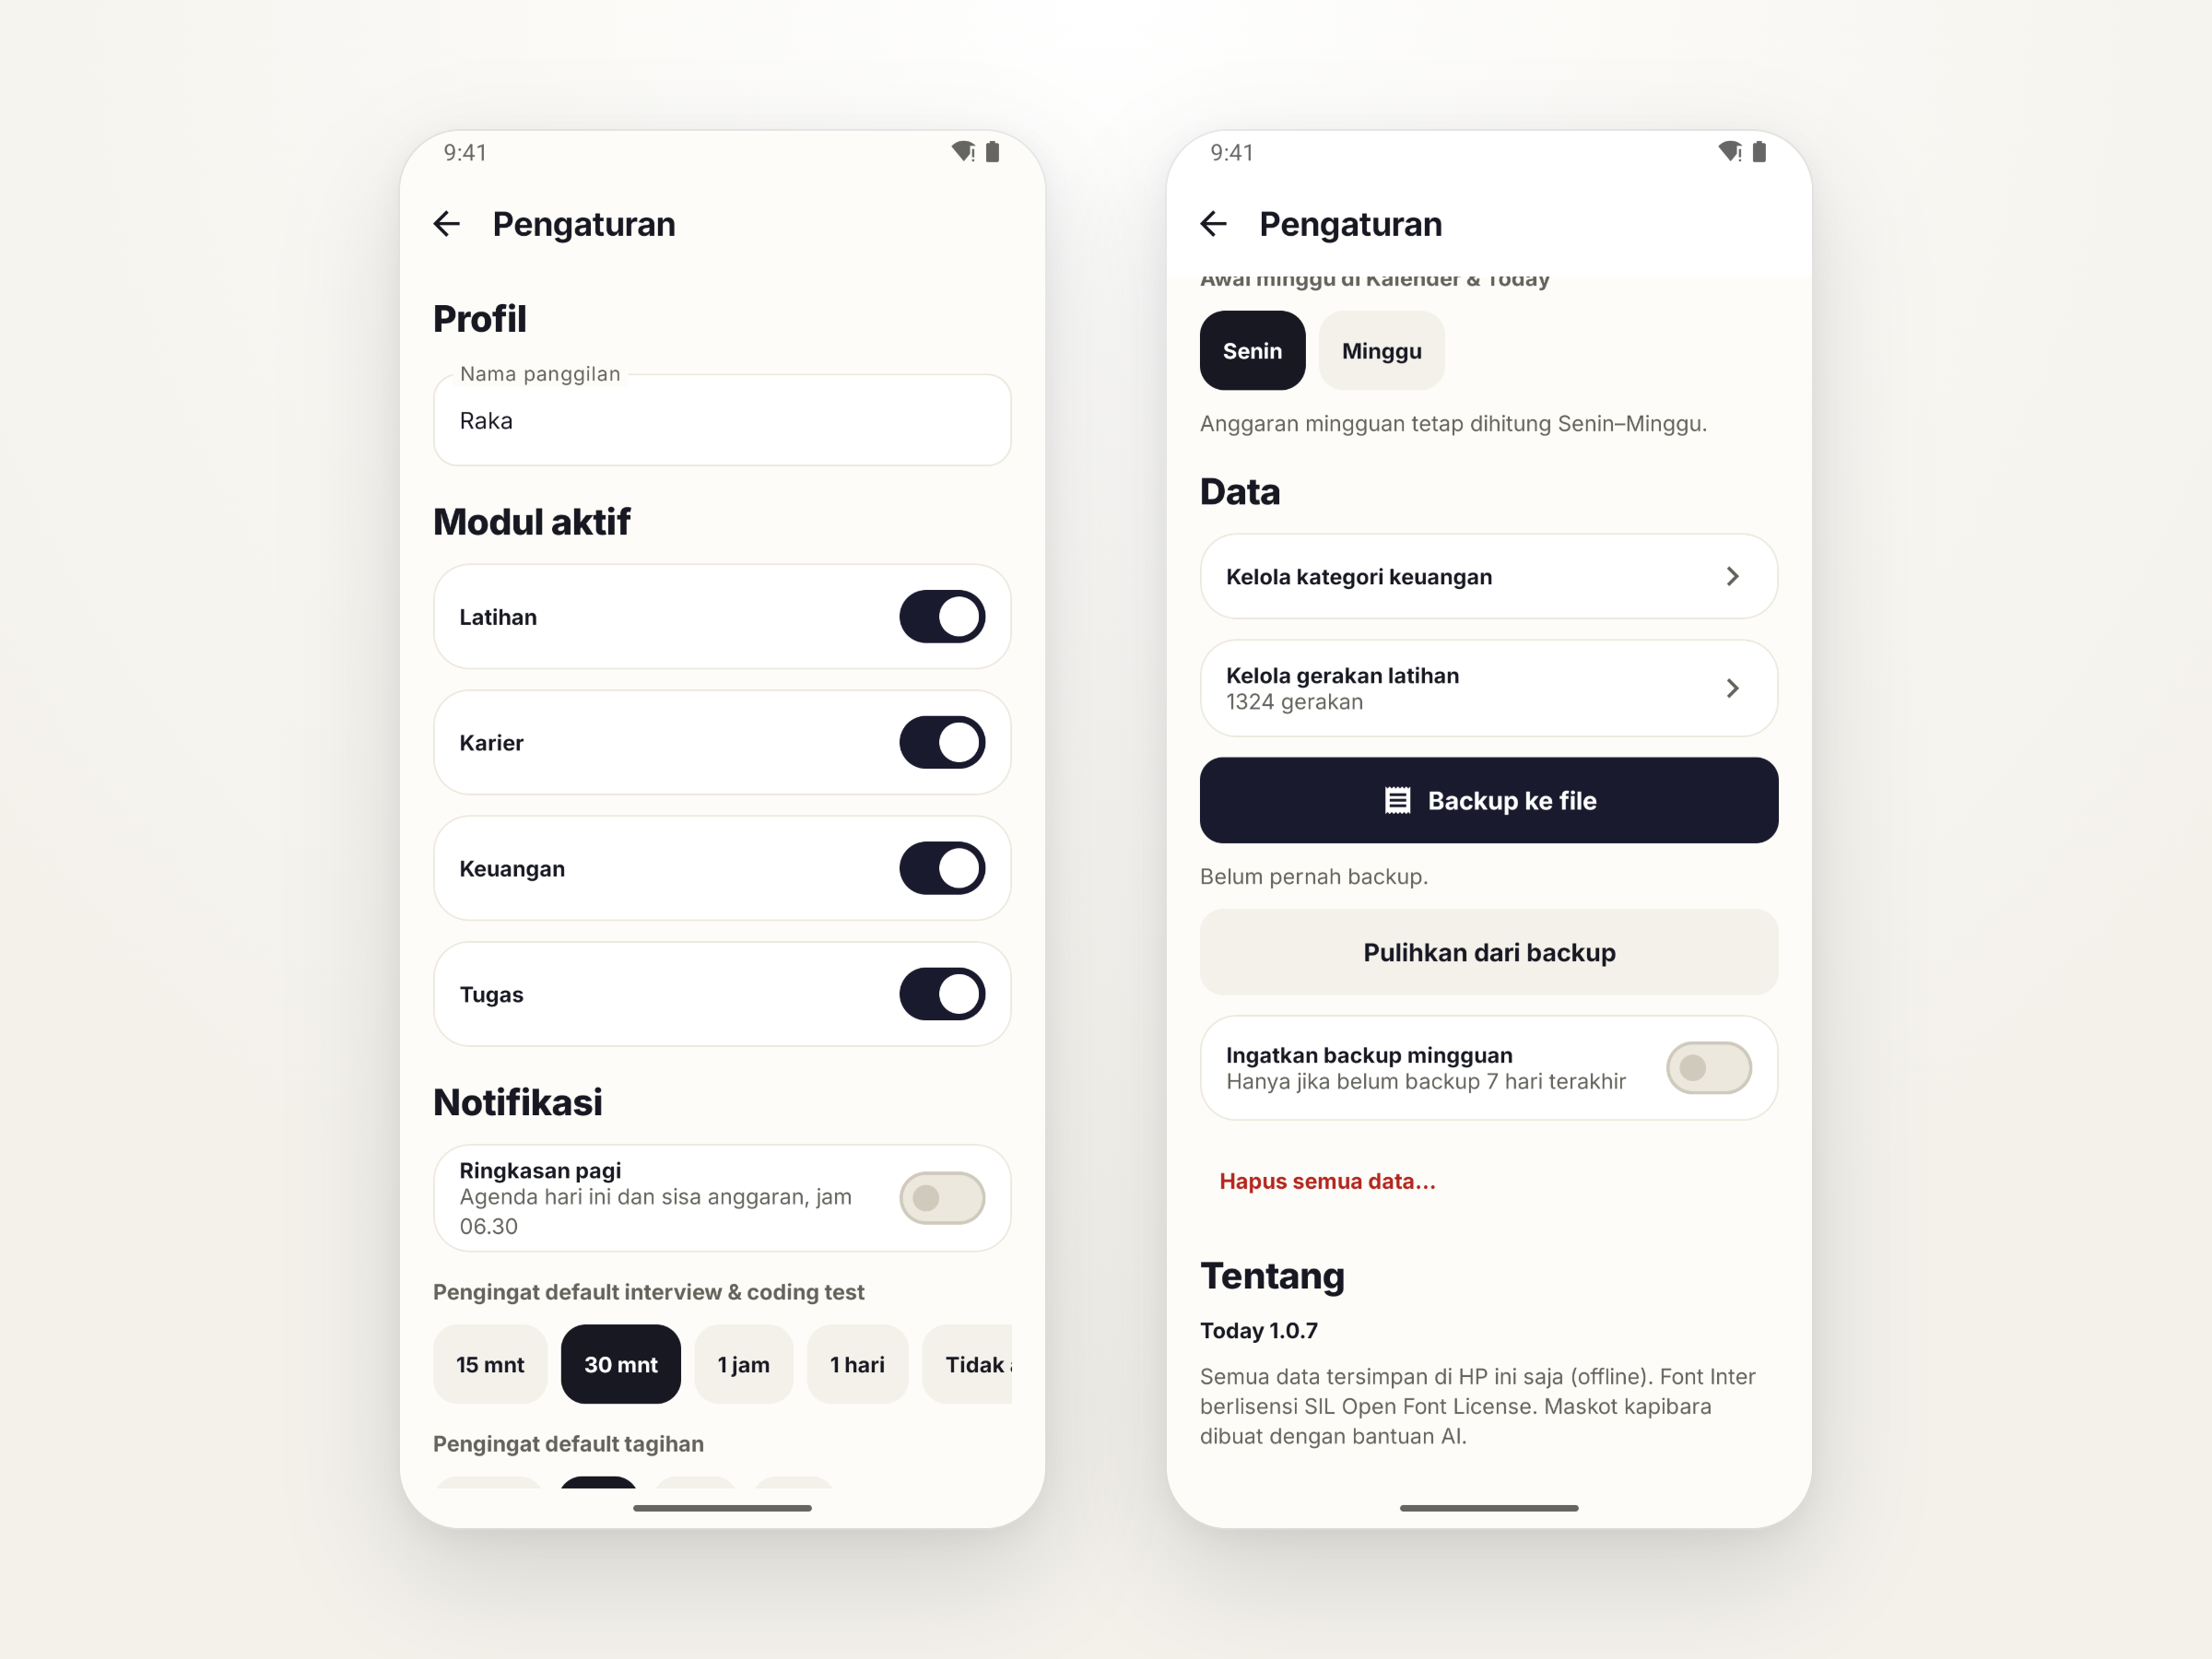 9:41
Pengaturan
Profil
Nama panggilan
Raka
Modul aktif
Latihan
Karier
Keuangan
Tugas
Notifikasi
Ringkasan pagi
Agenda hari ini dan sisa anggaran, jam
06.30
Pengingat default interview & coding test
15 mnt
30 mnt
1 jam
1 hari
Tidak
Pengingat default tagihan
9:41
Pengaturan
Awal minggu di Kalender & Today
Senin
Minggu
Anggaran mingguan tetap dihitung Senin–Minggu.
Data
Kelola kategori keuangan
Kelola gerakan latihan
1324 gerakan
Backup ke file
Belum pernah backup.
Pulihkan dari backup
Ingatkan backup mingguan
Hanya jika belum backup 7 hari terakhir
Hapus semua data...
Tentang
Today 1.0.7
Semua data tersimpan di HP ini saja (offline). Font Inter
berlisensi SIL Open Font License. Maskot kapibara
dibuat dengan bantuan AI.